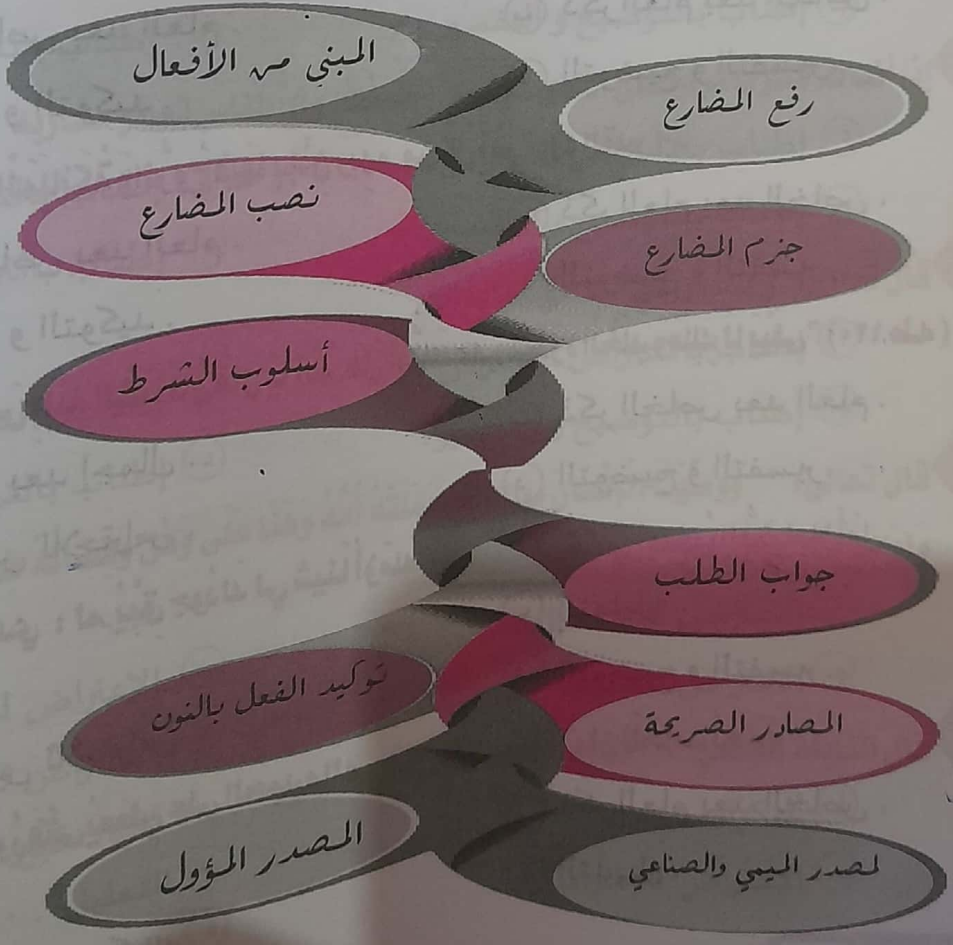 المبني من الأفعال
رفع المضارع
نصب المضارع
جزم المضارع
أسلوب الشرط
جواب الطلب
توكيد الفعل بالنون
المصادر الصريحة
المصدر المؤول
لمصدر الميمي والصناعي